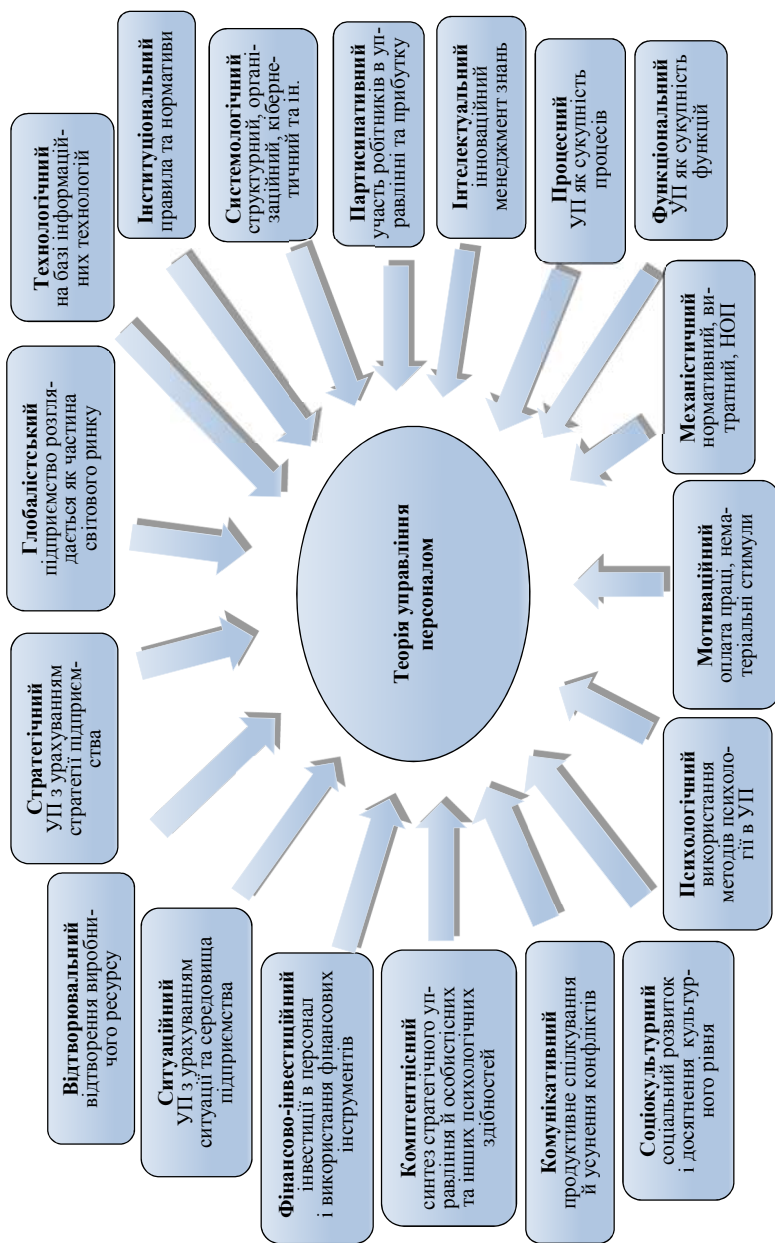 Відтворювальний
відтворення виробни-
чого ресурсу
Стратегічний
УП з урахуванням
стратегії підприєм-
ства
Глобалістський
підприємство розгля-
дається як частина
світового ринку
Технологічний
на базі інформацій-
них технологій
Ситуаційний
УП з урахуванням
ситуації та середовища
підприємства
Інституціональний
правила та нормативи
Фінансово-інвестиційний
інвестиції в персонал
і використання фінансових
інструментів
Системологічний
структурний, органі-
заційний, кіберне-
тичний та ін.
Комптентнісний
синтез стратегічного уп-
равління й особистісних
та інших психологічних
здібностей
Партисипативний
участь робітників в уп-
равлінні та прибутку
Теорія управління
персоналом
Інтелектуальний
інноваційний
менеджмент знань
Комунікативний
продуктивне спілкування
й усунення конфліктів
Процесний
УП як сукупність
процесів
Соціокультурний
соціальний розвиток
і досягнення культур-
ного рівня
Функціональний
УП як сукупність
функцій
Психологічний
використання
методів психоло-
гії в УП
Мотиваційний
оплата праці, нема-
теріальні стимули
Механістичний
нормативний, ви-
тратний, НОП